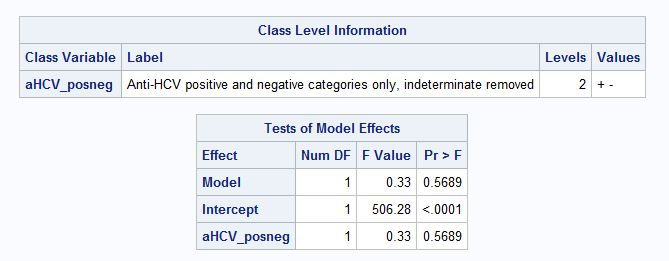 Class Level Information
Class Variable Label Levels Values
aHCV_posneg Anti-HCV positive and negative categories only, indeterminate removed 2 + -
Tests of Model Effects
Effect Num DF F Value Pr > F
Model 1 0.33 0.5689
Intercept 1 506.28 <.0001
aHCV_posneg 1 0.33 0.5689